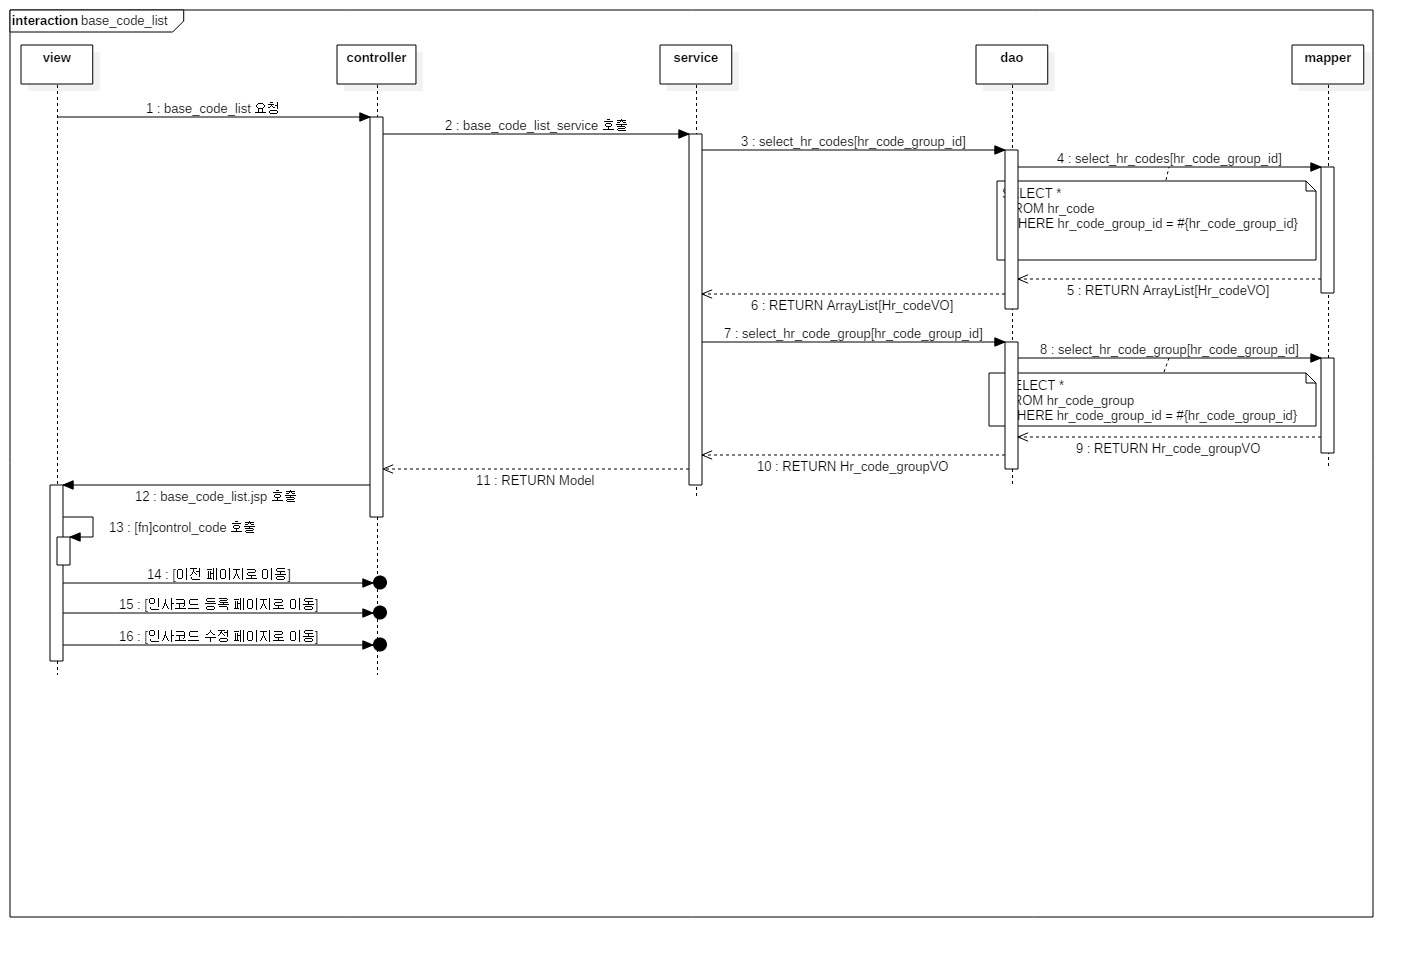 interaction base_code_list
view
controller
service
dao
mapper
1 : base_code_list 요청
2 : base_code_list_service 호출
3 : select_hr_codes[hr_code_group_id]
4 : select_hr_codes[hr_code_group_id]
SELECT *
FROM hr_code
WHERE hr_code_group_id = #{hr_code_group_id}
5 : RETURN ArrayList[Hr_codeVO]
6 : RETURN ArrayList[Hr_codeVO]
7 : select_hr_code_group[hr_code_group_id]
8 : select_hr_code_group[hr_code_group_id]
SELECT *
FROM hr_code_group
WHERE hr_code_group_id = #{hr_code_group_id}
9 : RETURN Hr_code_groupVO
10 : RETURN Hr_code_groupVO
11 : RETURN Model
12 : base_code_list.jsp 호출
13 : [fn]control_code 호출
14 : [이전 페이지로 이동]
15 : [인사코드 등록 페이지로 이동]
16 : [인사코드 수정 페이지로 이동]